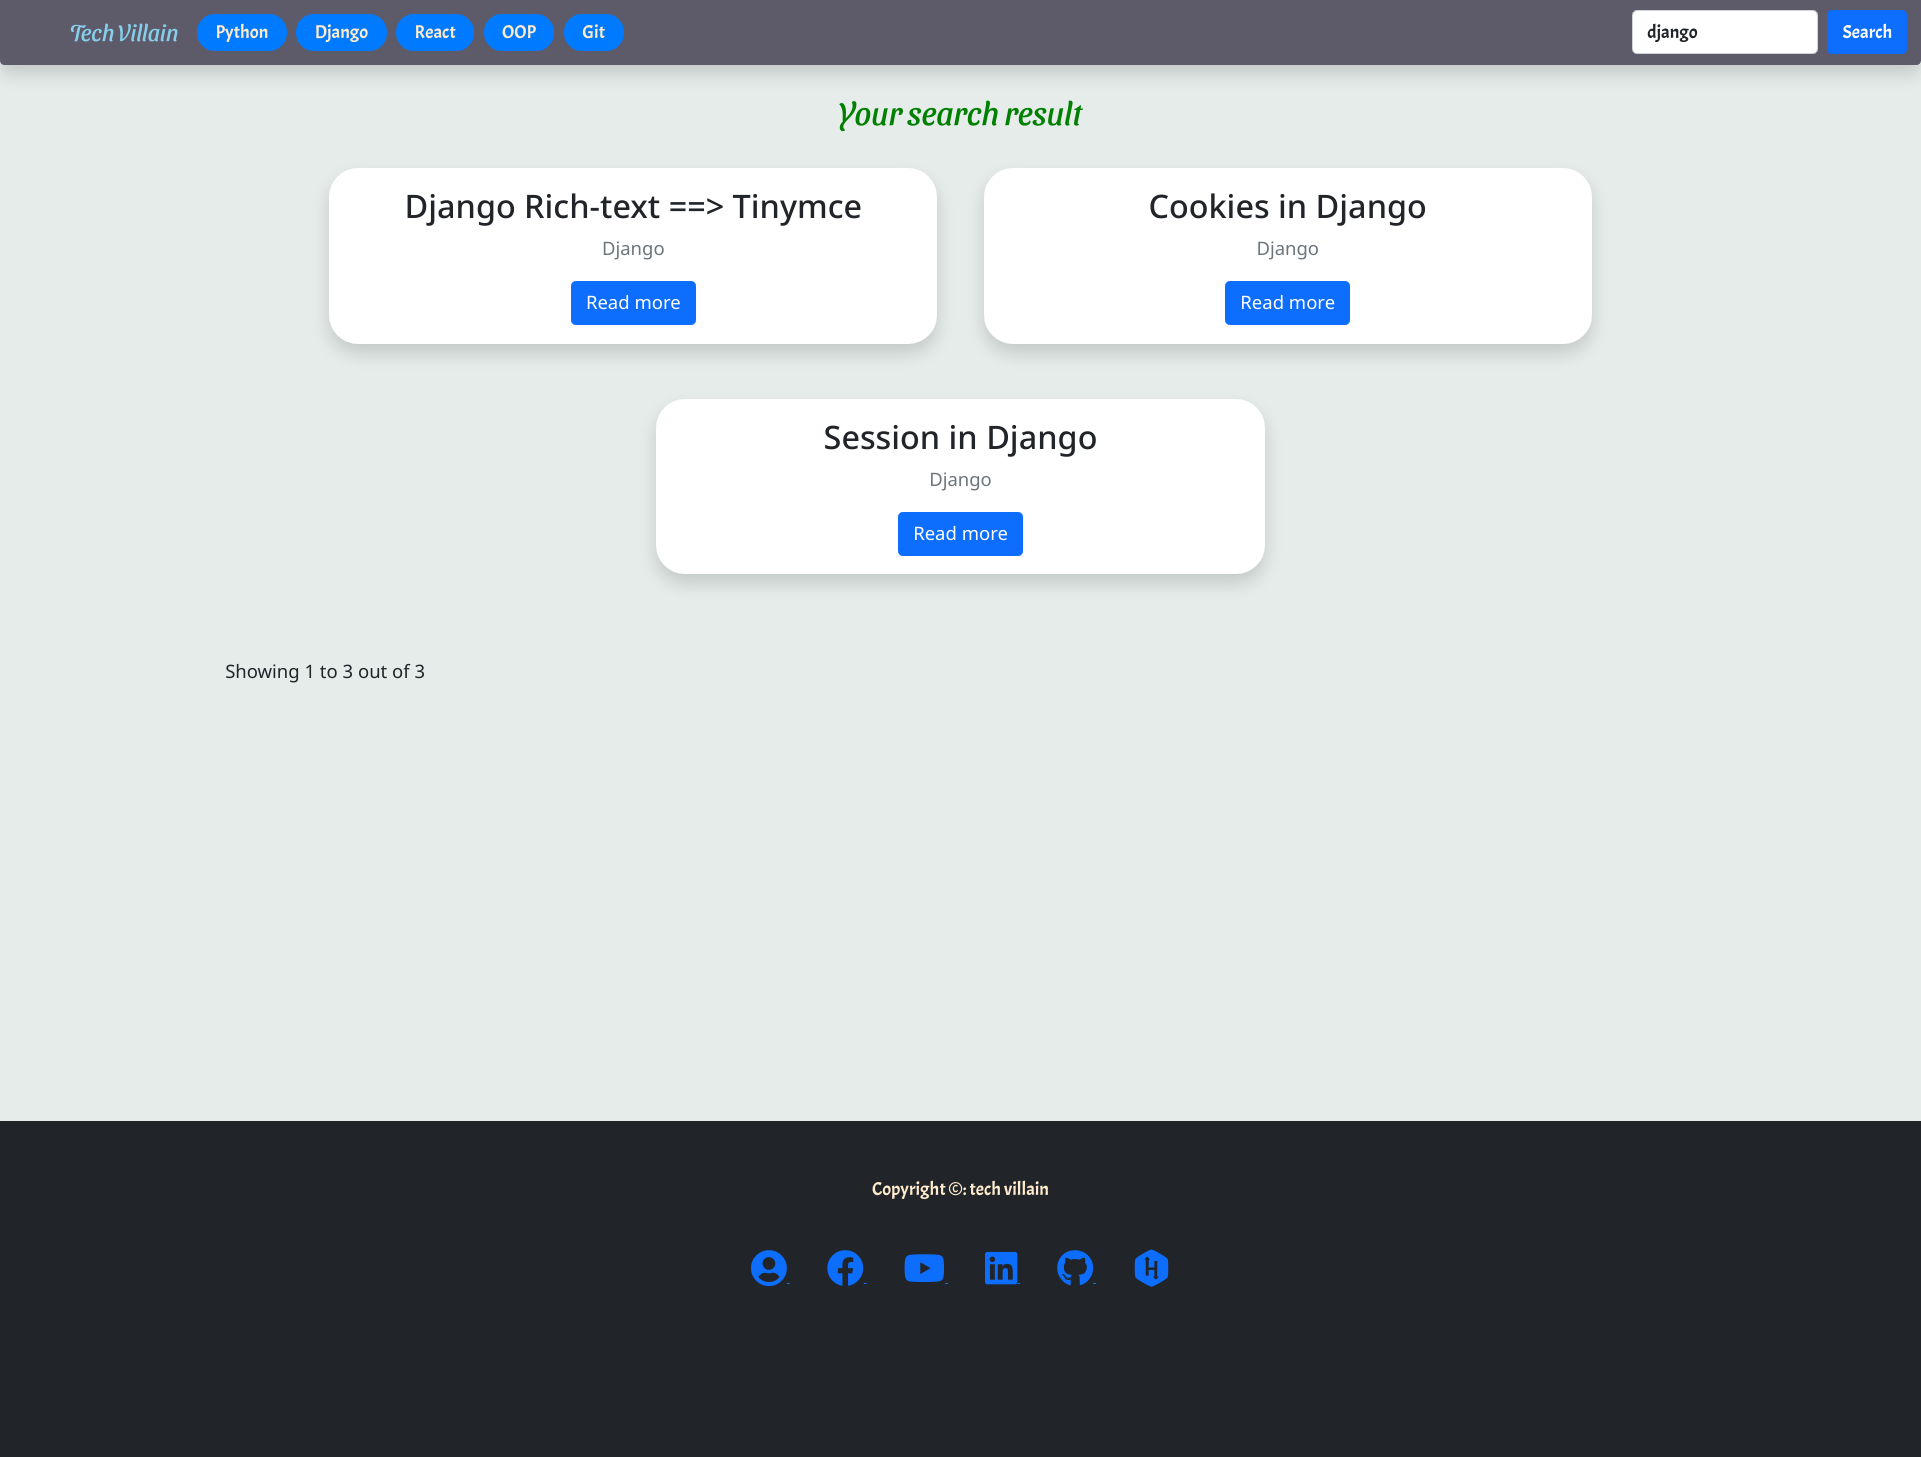 Tech Villain Python Django React OOP Git django Search
Your search result
Django Rich-text ==> Tinymce
Django
Read more
Cookies in Django
Django
Read more
Session in Django
Django
Read more
Showing 1 to 3 out of 3
Copyright ©: tech villain